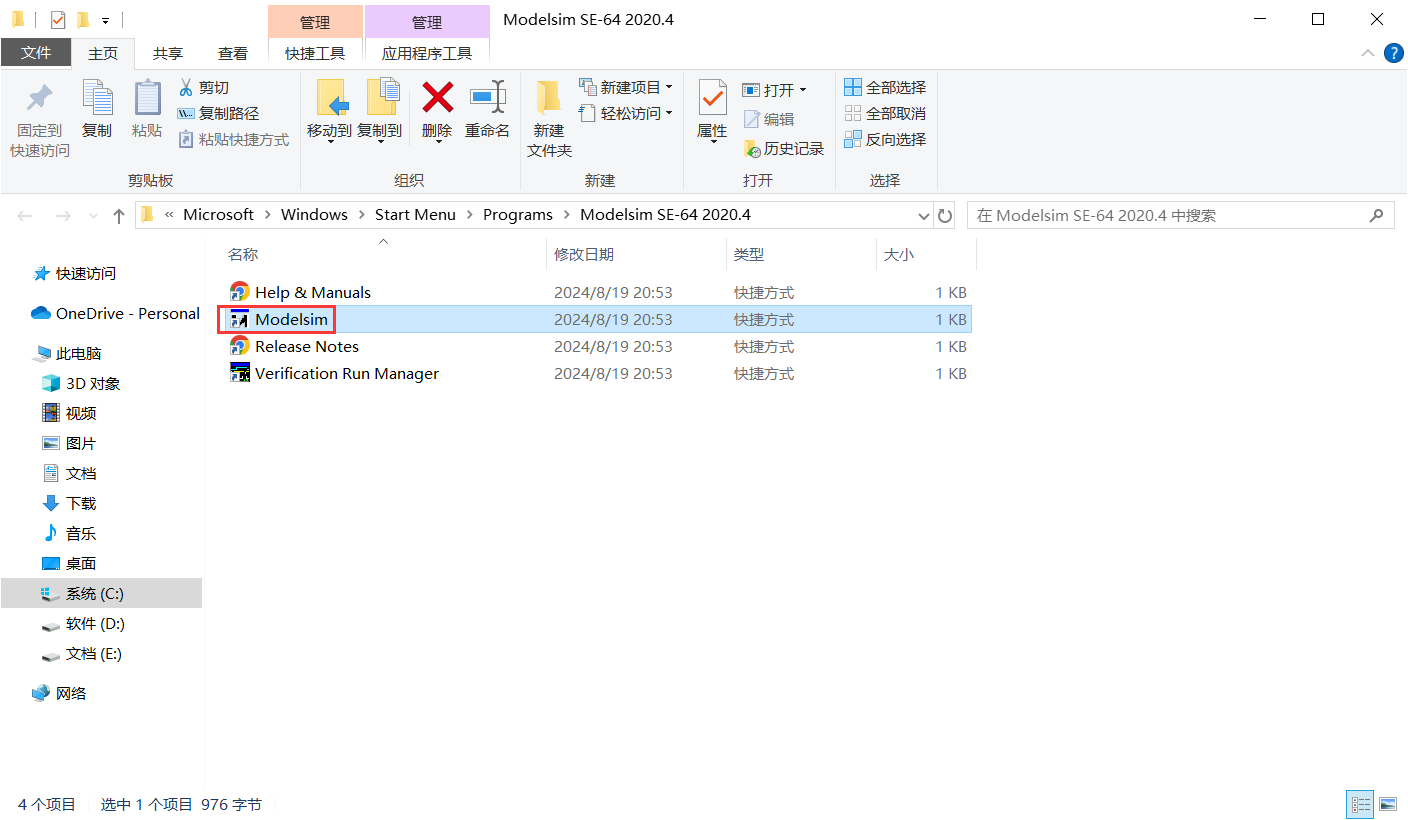 管理
管理
Modelsim SE-64 2020.4
文件
主页
共享
查看
快捷工具
应用程序工具
固定到
快速访问
复制
粘贴
剪切
复制路径
粘贴快捷方式
剪贴板
移动到
复制到
删除
重命名
组织
新建
文件夹
新建项目
轻松访问
新建
属性
打开
编辑
历史记录
打开
全部选择
全部取消
反向选择
选择
« Microsoft > Windows > Start Menu > Programs > Modelsim SE-64 2020.4
在 Modelsim SE-64 2020.4 中搜索
名称 修改日期 类型 大小
Help & Manuals 2024/8/19 20:53 快捷方式 1 KB
Modelsim 2024/8/19 20:53 快捷方式 1 KB
Release Notes 2024/8/19 20:53 快捷方式 1 KB
Verification Run Manager 2024/8/19 20:53 快捷方式 1 KB
快速访问
OneDrive - Personal
此电脑
3D 对象
视频
图片
文档
下载
音乐
桌面
系统 (C:)
软件 (D:)
文档 (E:)
网络
4 个项目 选中 1 个项目 976 字节